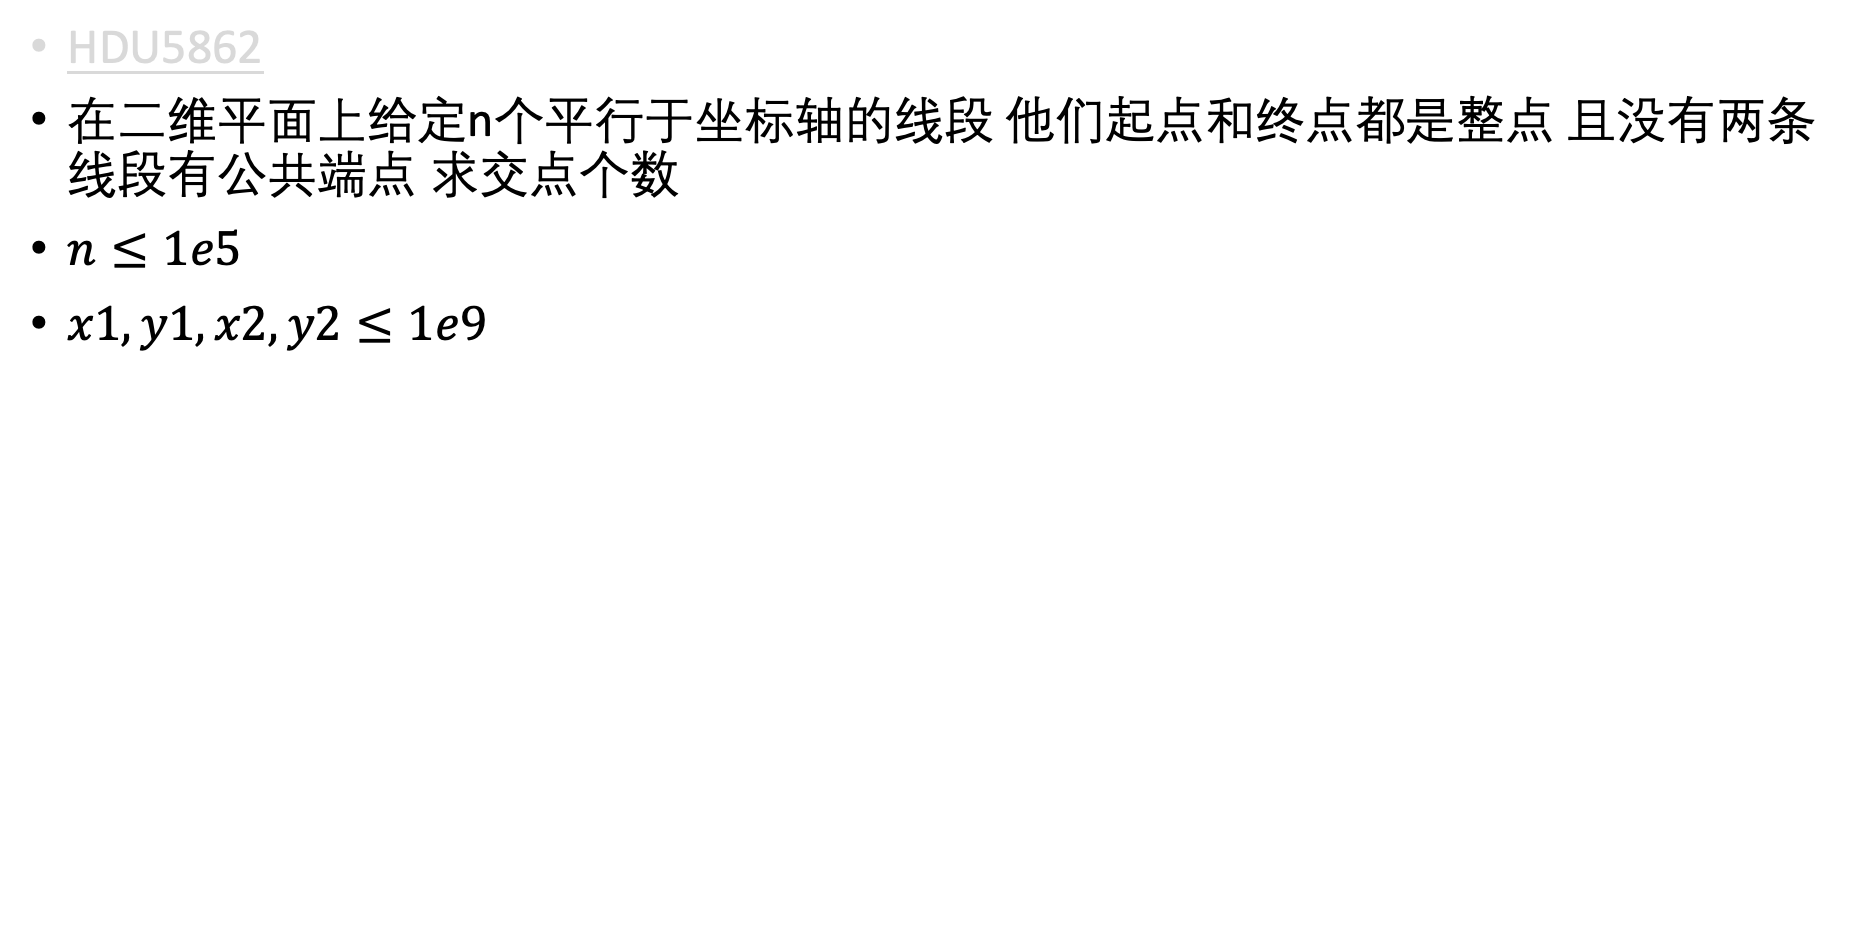 • HDU5862
• 在二维平面上给定n个平行于坐标轴的线段 他们起点和终点都是整点 且没有两条
线段有公共端点 求交点个数
• n ≤ 1e5
• x1, y1, x2, y2 ≤ 1e9